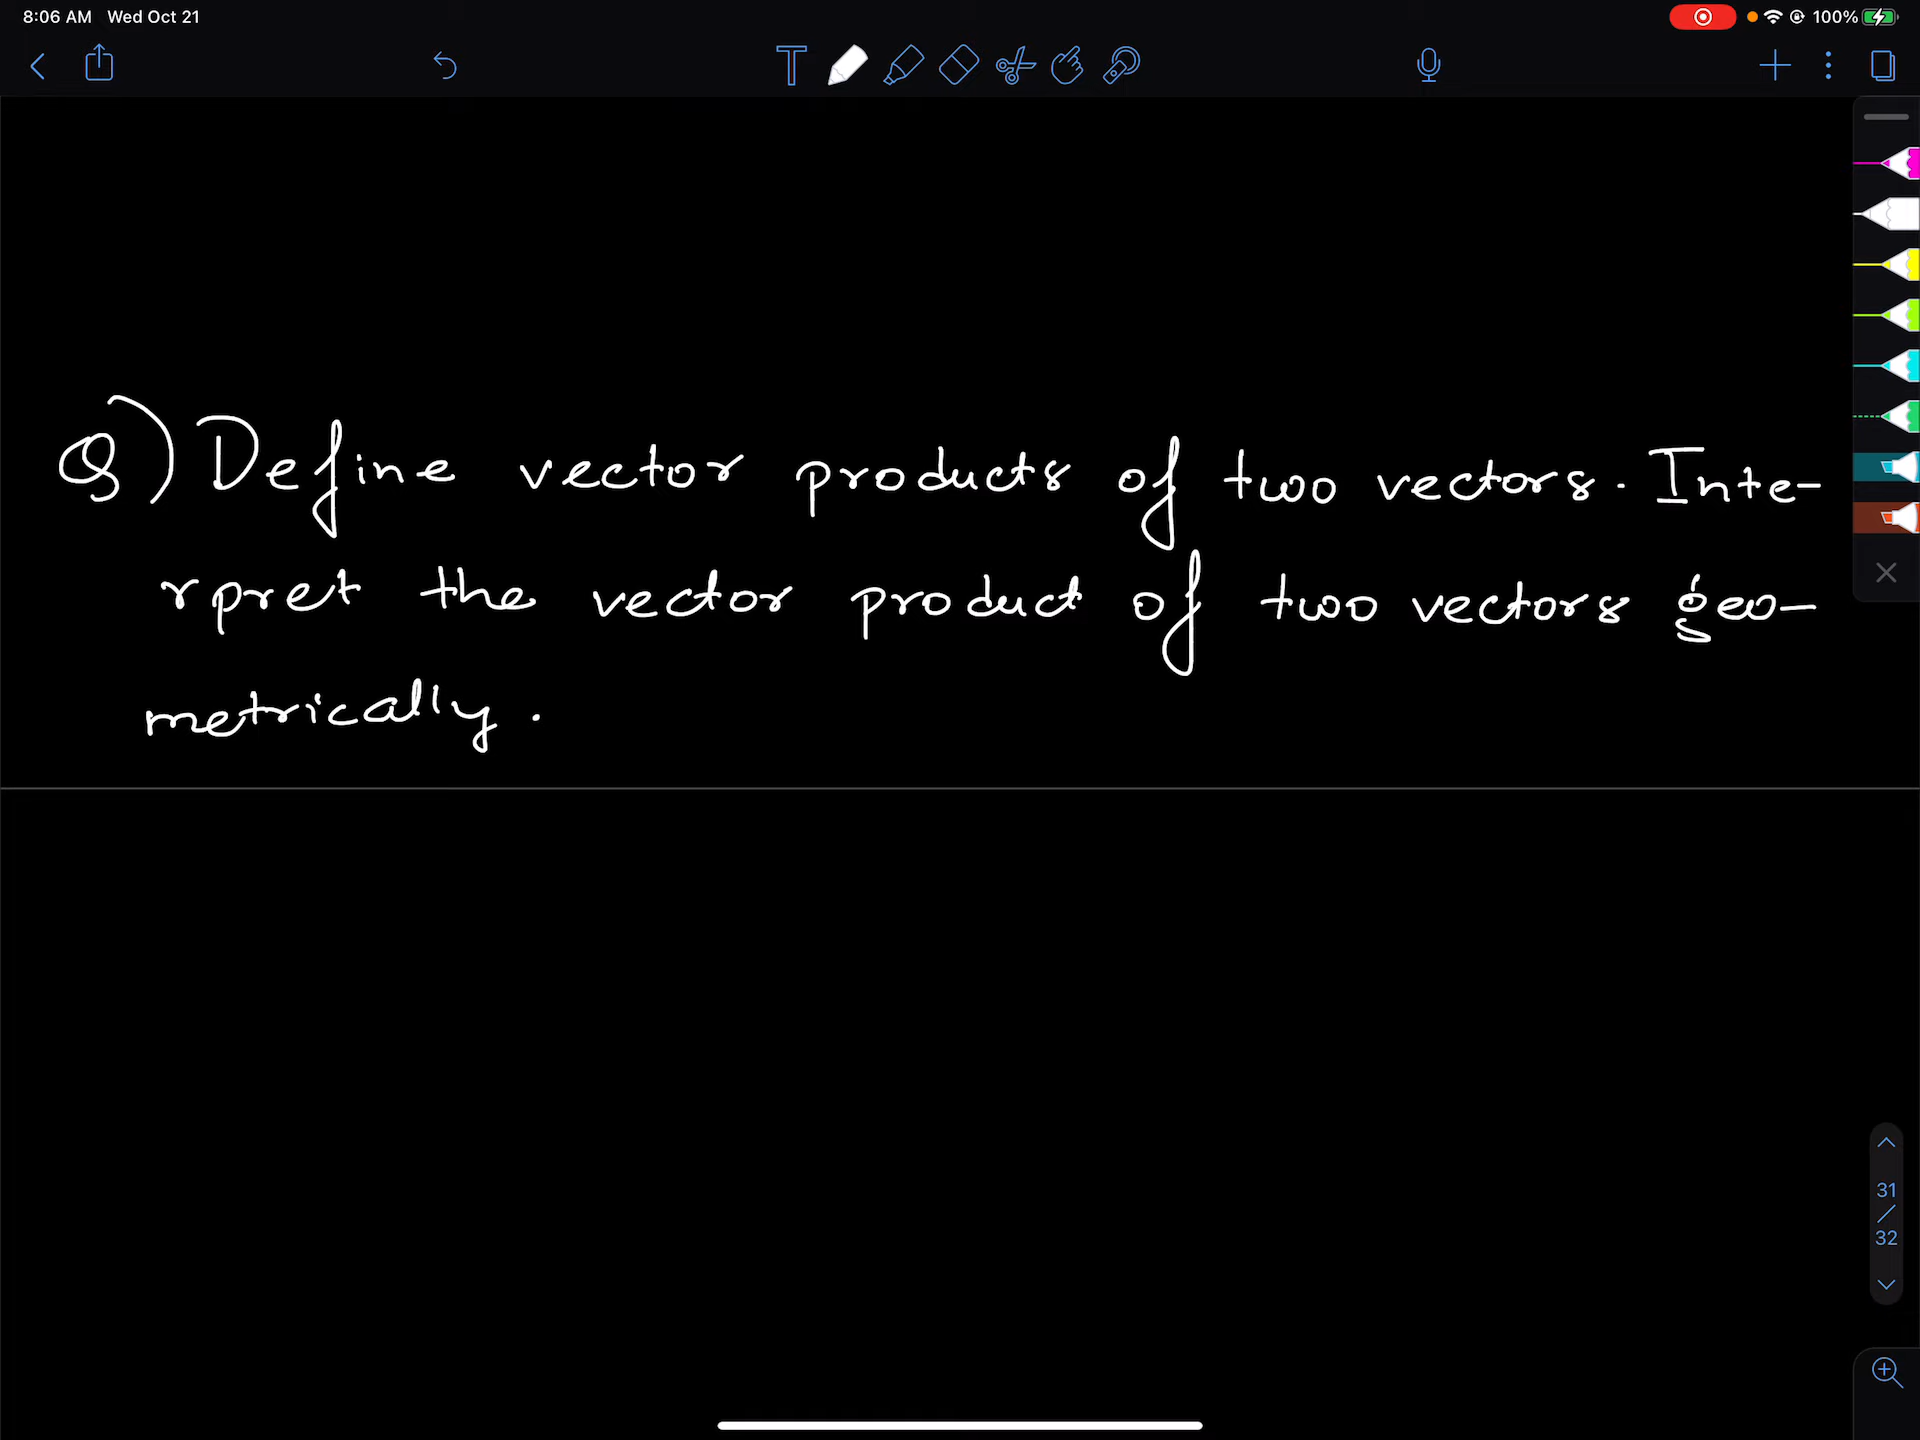 8:06 AM Wed Oct 21
100%
Q) Define vector products of two vectors. Inte-
rpret the vector product of two vectors geo-
metrically.
31
/
32